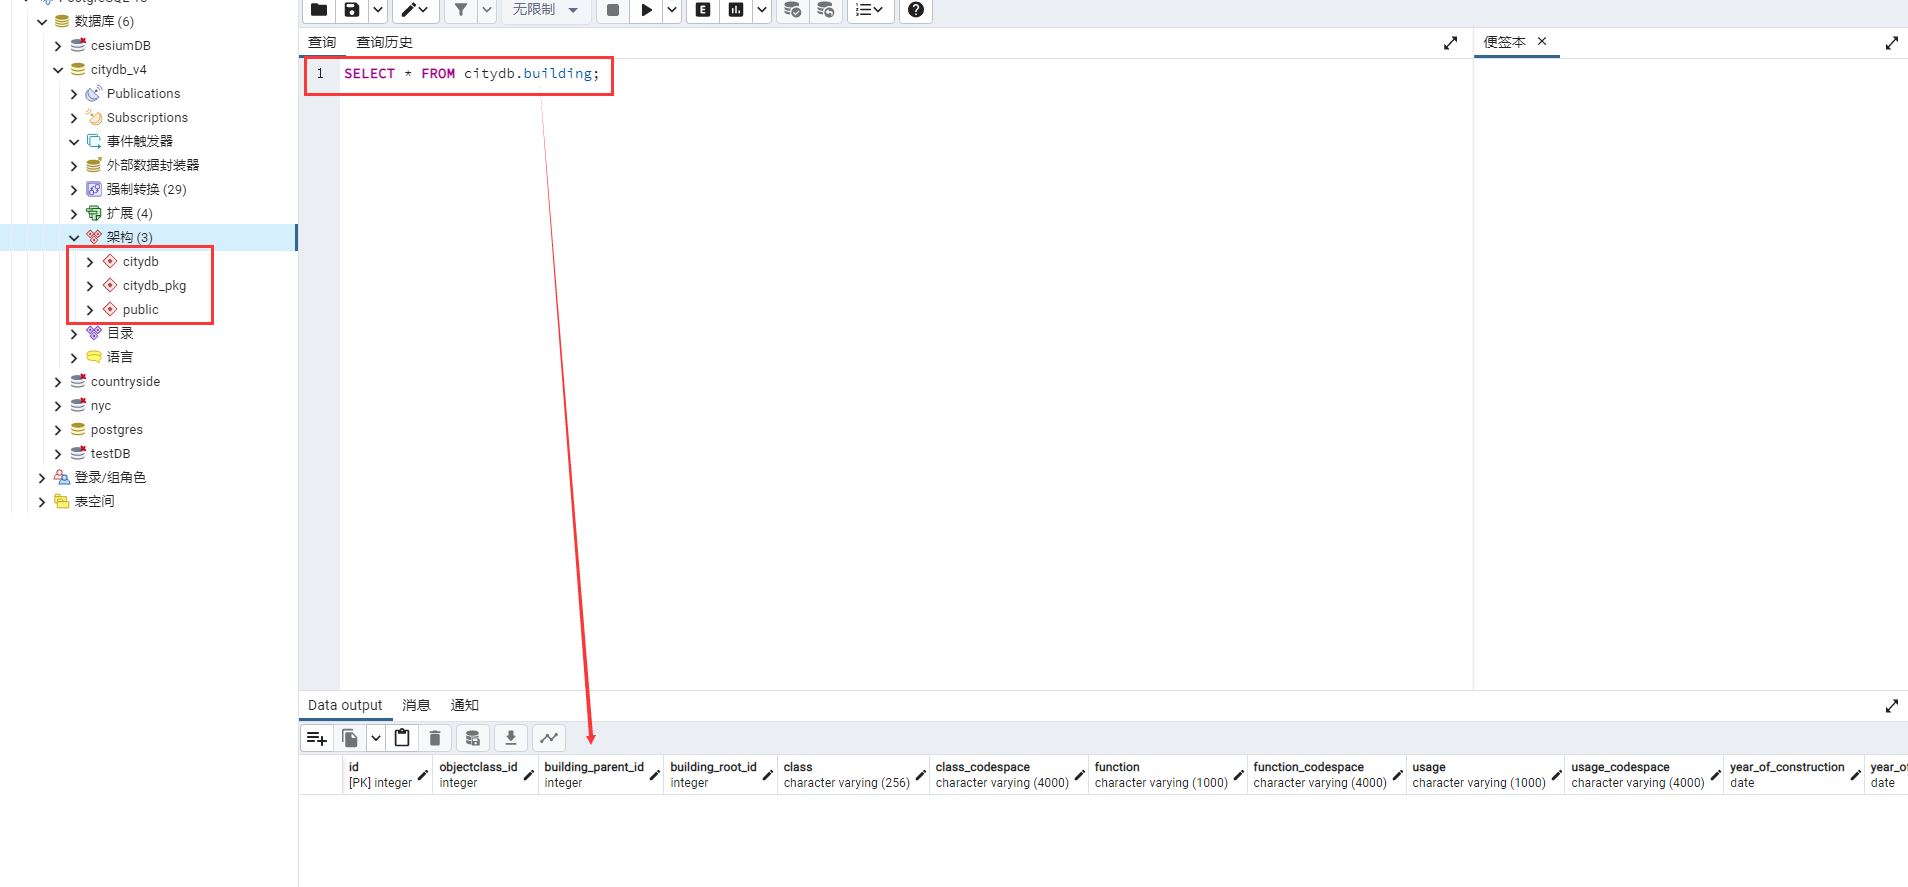 数据库 (6)
cesiumDB
citydb_v4
Publications
Subscriptions
事件触发器
外部数据封装器
强制转换 (29)
扩展 (4)
架构 (3)
citydb
citydb_pkg
public
目录
语言
countryside
nyc
postgres
testDB
登录/组角色
表空间
无限制
E
查询 查询历史
便签本
1 SELECT * FROM citydb.building;
Data output 消息 通知
id objectclass_id building_parent_id building_root_id class class_codespace function function_codespace usage usage_codespace year_of_construction
[PK] integer integer integer integer character varying (256) character varying (4000) character varying (1000) character varying (4000) character varying (1000) character varying (4000) date date